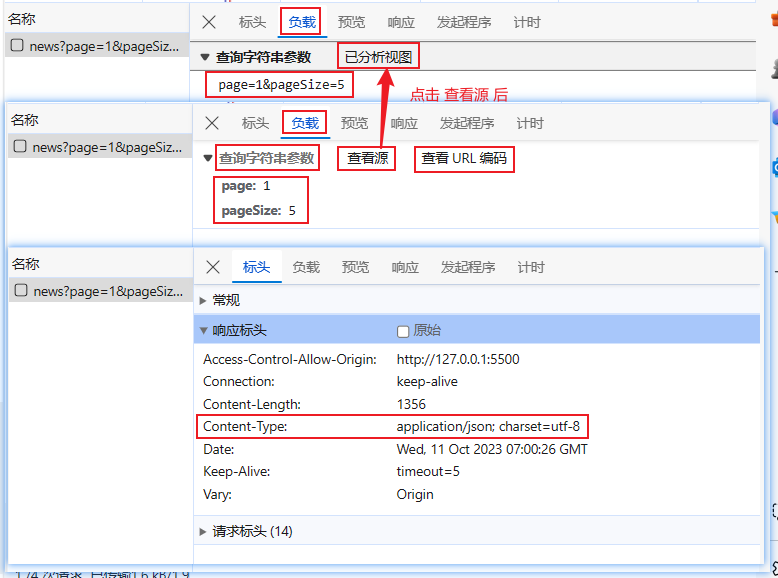 名称
标头 负载 预览 响应 发起程序 计时
news?page=1&pageSiz...
查询字符串参数 已分析视图
page=1&pageSize=5
点击 查看源 后
名称
标头 负载 预览 响应 发起程序 计时
news?page=1&pageSiz...
查询字符串参数 查看源 查看 URL 编码
page: 1
pageSize: 5
名称
标头 负载 预览 响应 发起程序 计时
news?page=1&pageSiz...
常规
响应标头 原始
Access-Control-Allow-Origin: http://127.0.0.1:5500
Connection: keep-alive
Content-Length: 1356
Content-Type: application/json; charset=utf-8
Date: Wed, 11 Oct 2023 07:00:26 GMT
Keep-Alive: timeout=5
Vary: Origin
请求标头 (14)